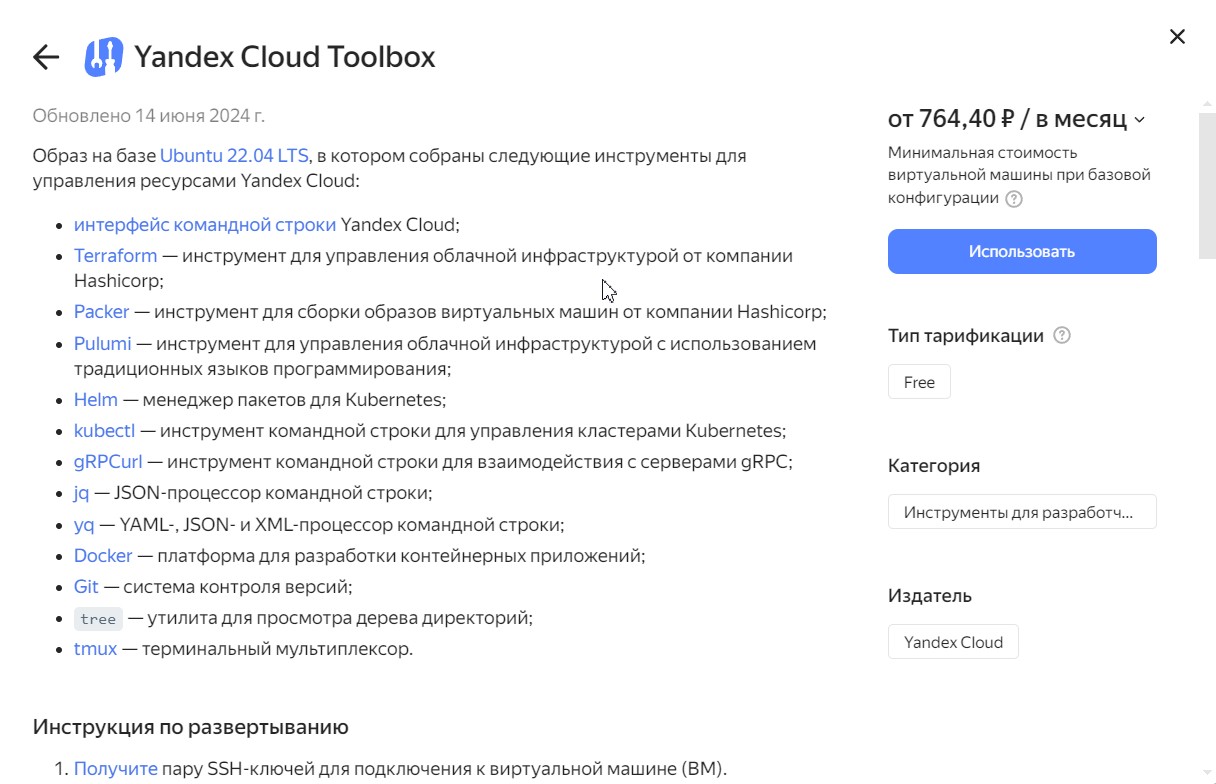 Yandex Cloud Toolbox
Обновлено 14 июня 2024 г.
Образ на базе Ubuntu 22.04 LTS, в котором собраны следующие инструменты для
управления ресурсами Yandex Cloud:
интерфейс командной строки Yandex Cloud;
Terraform — инструмент для управления облачной инфраструктурой от компании
Hashicorp;
Packer — инструмент для сборки образов виртуальных машин от компании Hashicorp;
Pulumi — инструмент для управления облачной инфраструктурой с использованием
традиционных языков программирования;
Helm — менеджер пакетов для Kubernetes;
kubectl — инструмент командной строки для управления кластерами Kubernetes;
gRPCurl — инструмент командной строки для взаимодействия с серверами gRPC;
jq — JSON-процессор командной строки;
yq — YAML-, JSON- и XML-процессор командной строки;
Docker — платформа для разработки контейнерных приложений;
Git — система контроля версий;
tree — утилита для просмотра дерева директорий;
tmux — терминальный мультиплексор.
Инструкция по развертыванию
1. Получите пару SSH-ключей для подключения к виртуальной машине (ВМ).
от 764,40 ₽ / в месяц
Минимальная стоимость
виртуальной машины при базовой
конфигурации ?
Использовать
Тип тарификации ?
Free
Категория
Инструменты для разработч...
Издатель
Yandex Cloud